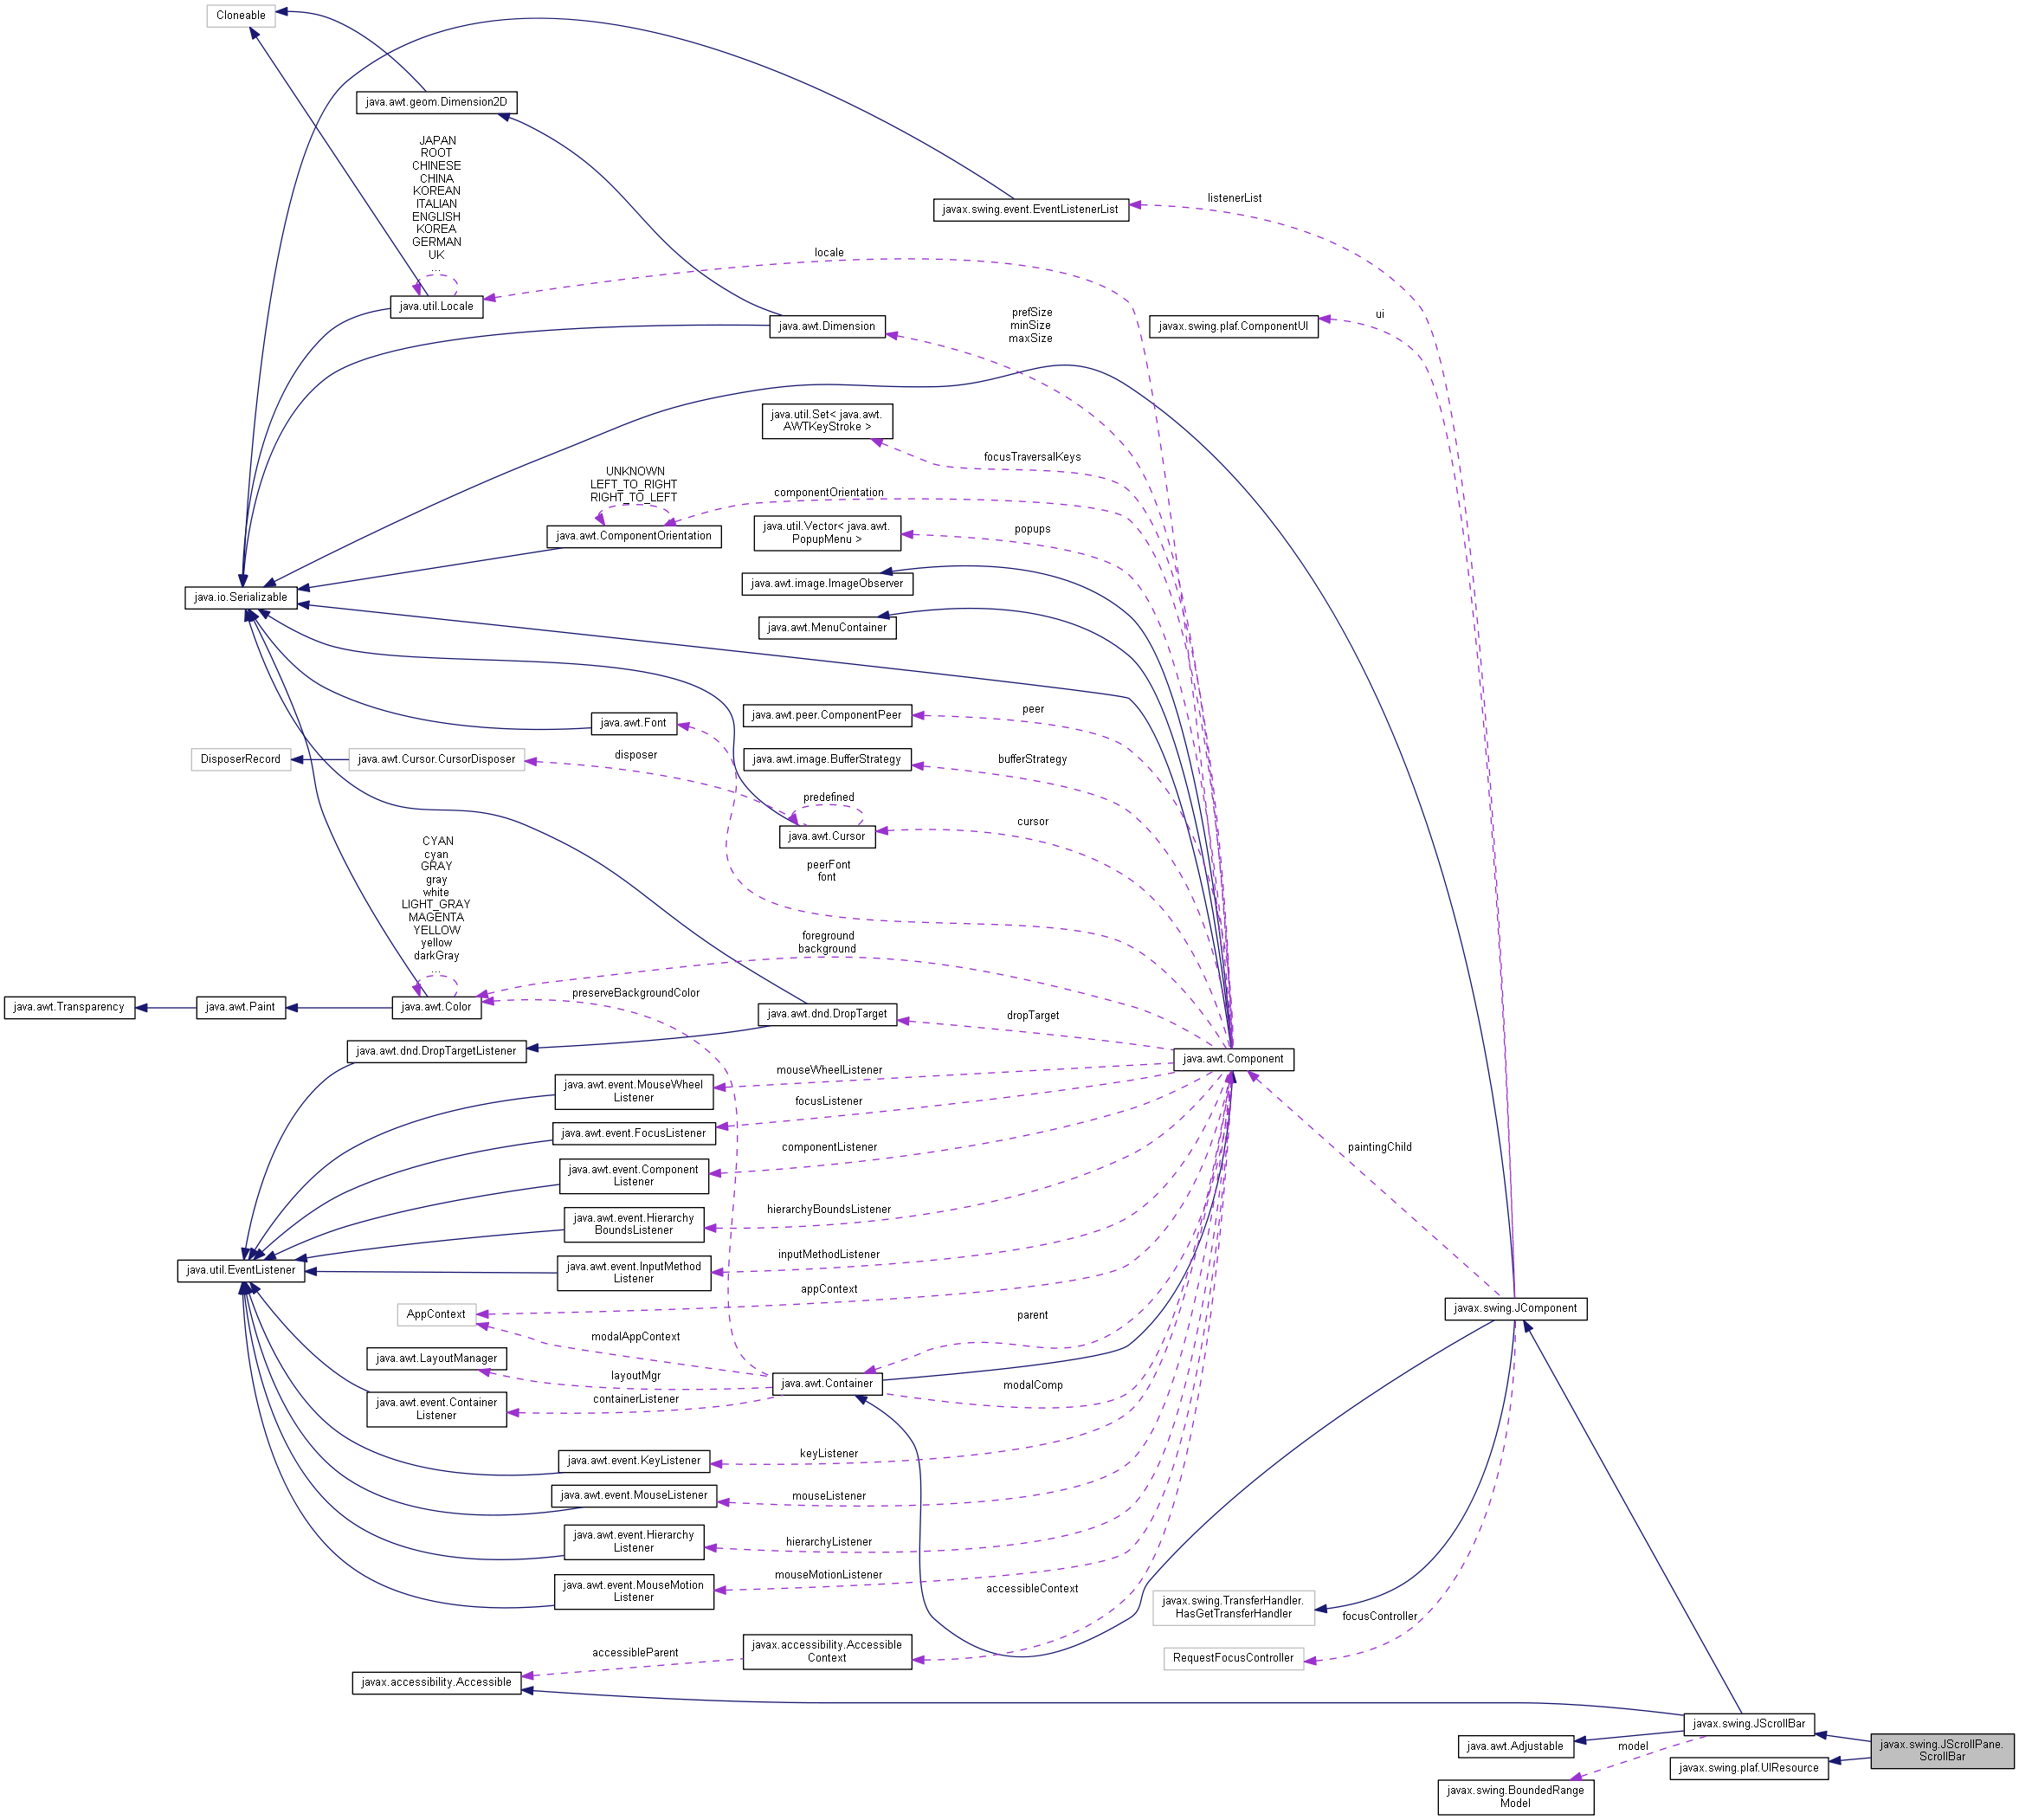 Cloneable
java.awt.geom.Dimension2D
JAPAN
ROOT
CHINESE
CHINA
KOREAN
ITALIAN
ENGLISH
KOREA
GERMAN
UK
...
java.util.Locale
javax.swing.event.EventListenerList
listenerList
locale
java.awt.Dimension
prefSize
minSize
maxSize
javax.swing.plaf.ComponentUI
ui
java.util.Set< java.awt.
AWTKeyStroke >
focusTraversalKeys
UNKNOWN
LEFT_TO_RIGHT
RIGHT_TO_LEFT
componentOrientation
java.awt.ComponentOrientation
java.util.Vector< java.awt.
PopupMenu >
popups
java.awt.image.ImageObserver
java.io.Serializable
java.awt.MenuContainer
java.awt.Font
java.awt.peer.ComponentPeer
peer
DisposerRecord
java.awt.Cursor.CursorDisposer
disposer
java.awt.image.BufferStrategy
bufferStrategy
predefined
java.awt.Cursor
cursor
peerFont
font
CYAN
cyan
GRAY
gray
white
LIGHT_GRAY
MAGENTA
YELLOW
yellow
darkGray
...
foreground
background
preserveBackgroundColor
java.awt.Transparency
java.awt.Paint
java.awt.Color
java.awt.dnd.DropTarget
dropTarget
java.awt.dnd.DropTargetListener
java.awt.Component
mouseWheelListener
java.awt.event.MouseWheel
Listener
focusListener
java.awt.event.FocusListener
componentListener
java.awt.event.Component
Listener
paintingChild
hierarchyBoundsListener
java.awt.event.Hierarchy
BoundsListener
inputMethodListener
java.util.EventListener
java.awt.event.InputMethod
Listener
appContext
AppContext
javax.swing.JComponent
parent
modalAppContext
java.awt.LayoutManager
layoutMgr
java.awt.Container
modalComp
containerListener
java.awt.event.Container
Listener
keyListener
java.awt.event.KeyListener
mouseListener
java.awt.event.MouseListener
hierarchyListener
java.awt.event.Hierarchy
Listener
mouseMotionListener
java.awt.event.MouseMotion
Listener
accessibleContext
javax.swing.TransferHandler.
HasGetTransferHandler
focusController
accessibleParent
javax.accessibility.Accessible
Context
RequestFocusController
javax.accessibility.Accessible
javax.swing.JScrollBar
java.awt.Adjustable
model
javax.swing.JScrollPane.
ScrollBar
javax.swing.plaf.UIResource
javax.swing.BoundedRange
Model